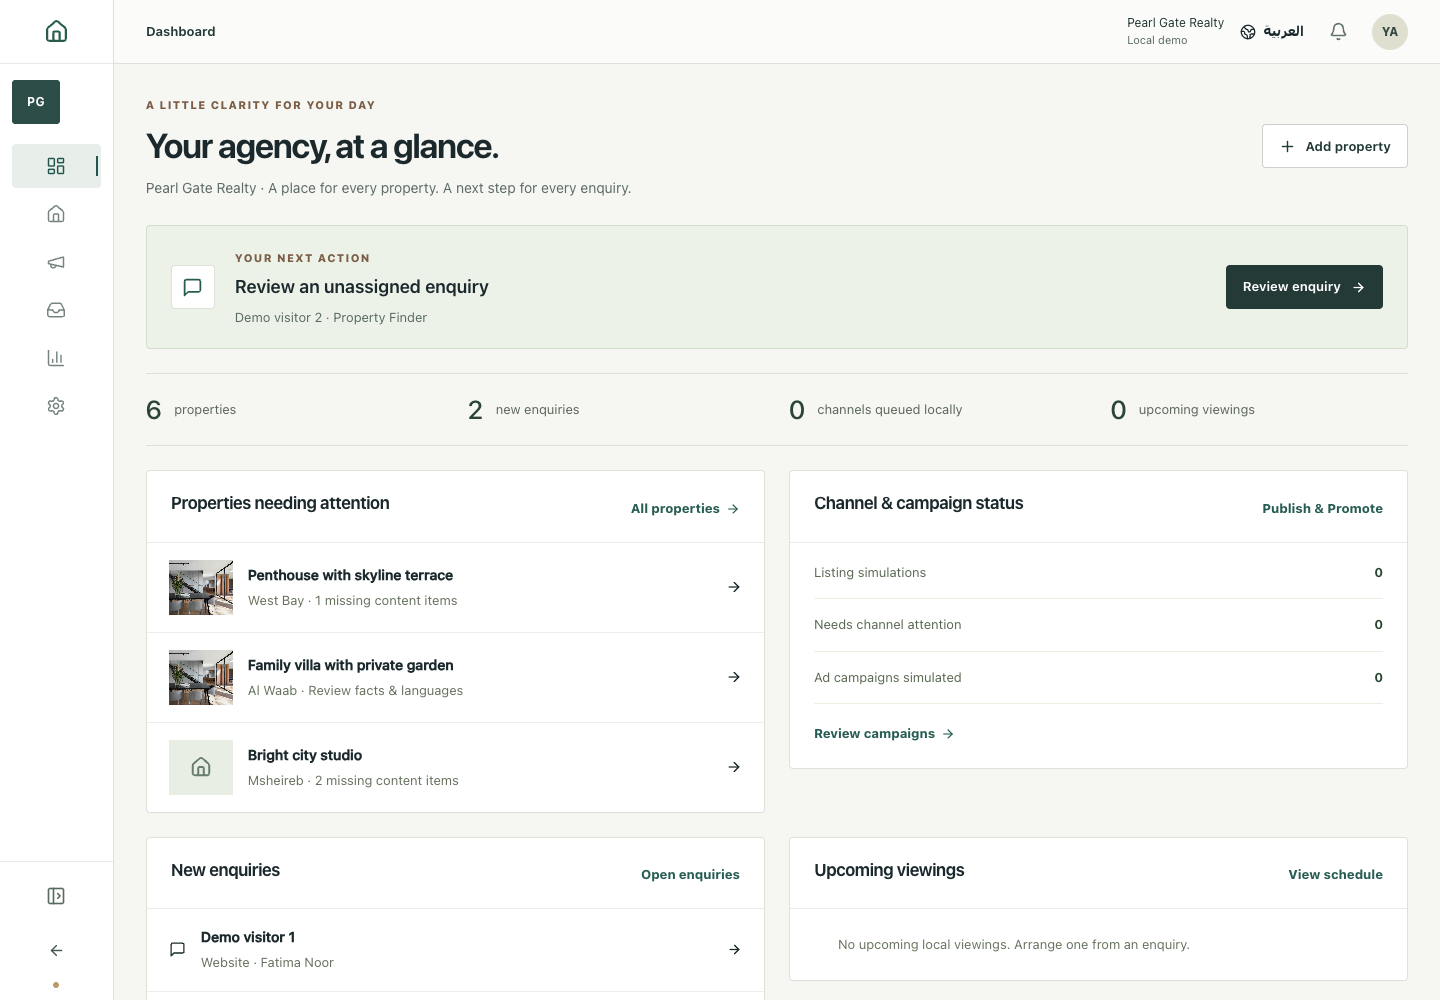 Dashboard
Pearl Gate Realty
Local demo
العربية
YA
PG
A LITTLE CLARITY FOR YOUR DAY
Your agency, at a glance.
Pearl Gate Realty · A place for every property. A next step for every enquiry.
Add property
YOUR NEXT ACTION
Review an unassigned enquiry
Demo visitor 2 · Property Finder
Review enquiry
6 properties
2 new enquiries
0 channels queued locally
0 upcoming viewings
Properties needing attention
All properties
Penthouse with skyline terrace
West Bay · 1 missing content items
Family villa with private garden
Al Waab · Review facts & languages
Bright city studio
Msheireb · 2 missing content items
Channel & campaign status
Publish & Promote
Listing simulations 0
Needs channel attention 0
Ad campaigns simulated 0
Review campaigns
New enquiries
Open enquiries
Demo visitor 1
Website · Fatima Noor
Upcoming viewings
View schedule
No upcoming local viewings. Arrange one from an enquiry.